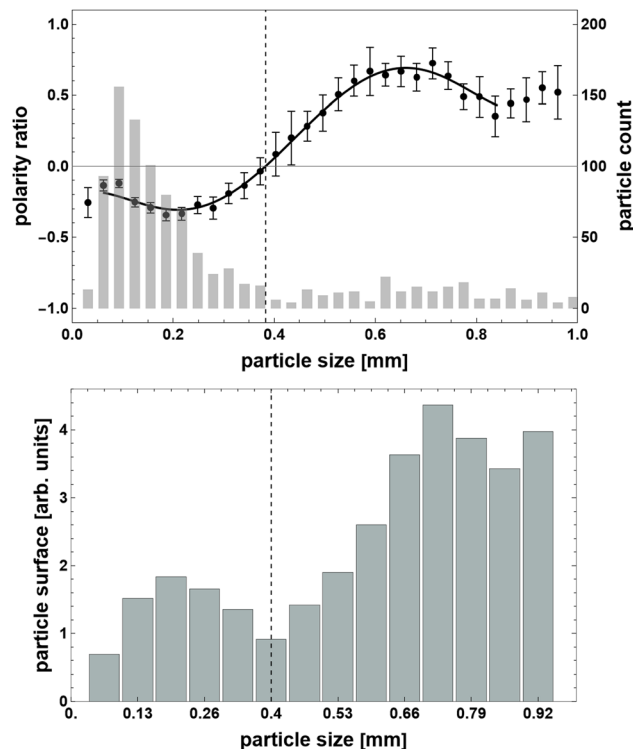 1.0
0.5
0.0
−0.5
−1.0
polarity ratio
200
150
100
50
0
particle count
0.0 0.2 0.4 0.6 0.8 1.0
particle size [mm]
4
3
2
1
0
particle surface [arb. units]
0. 0.13 0.26 0.4 0.53 0.66 0.79 0.92
particle size [mm]